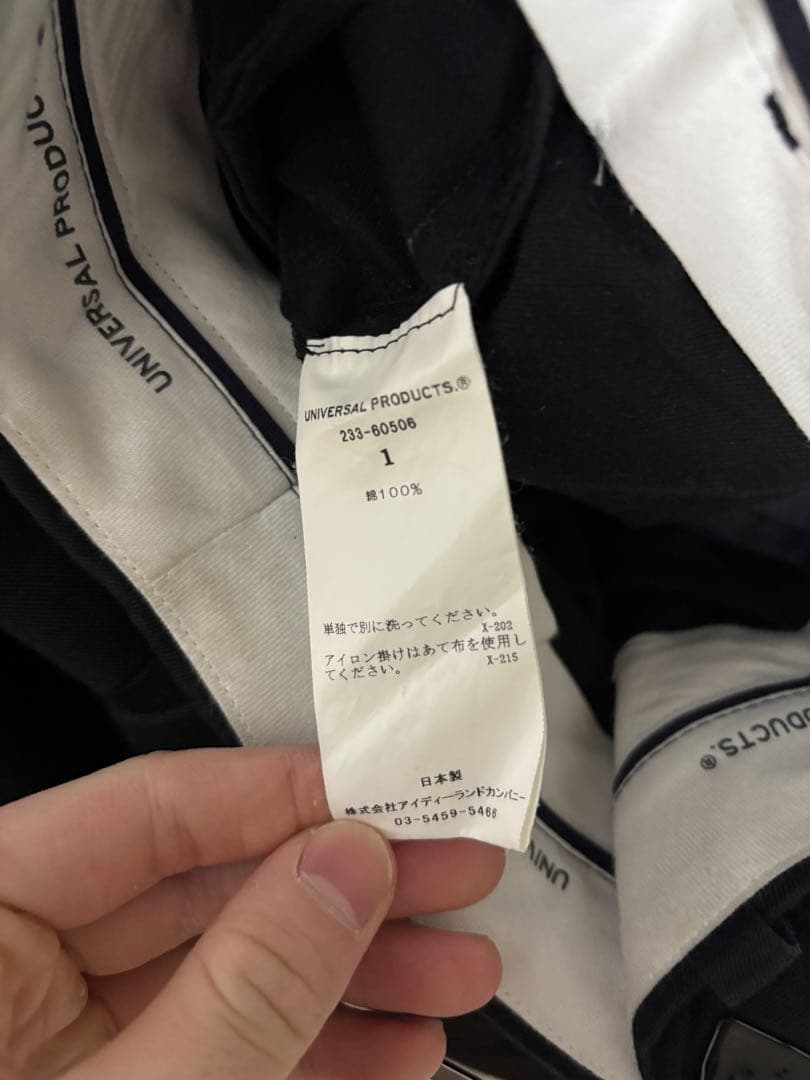 UNIVERSAL PRODUC
UNIVERSAL PRODUCTS.®
233-60506
1
綿100%
単独で別に洗ってください。
X-202
アイロン掛けはあて布を使用し
てください。
X-215
日本製
株式会社アイディーランドカンパニー
03-5459-5466
ODUCTS.®
UNIV